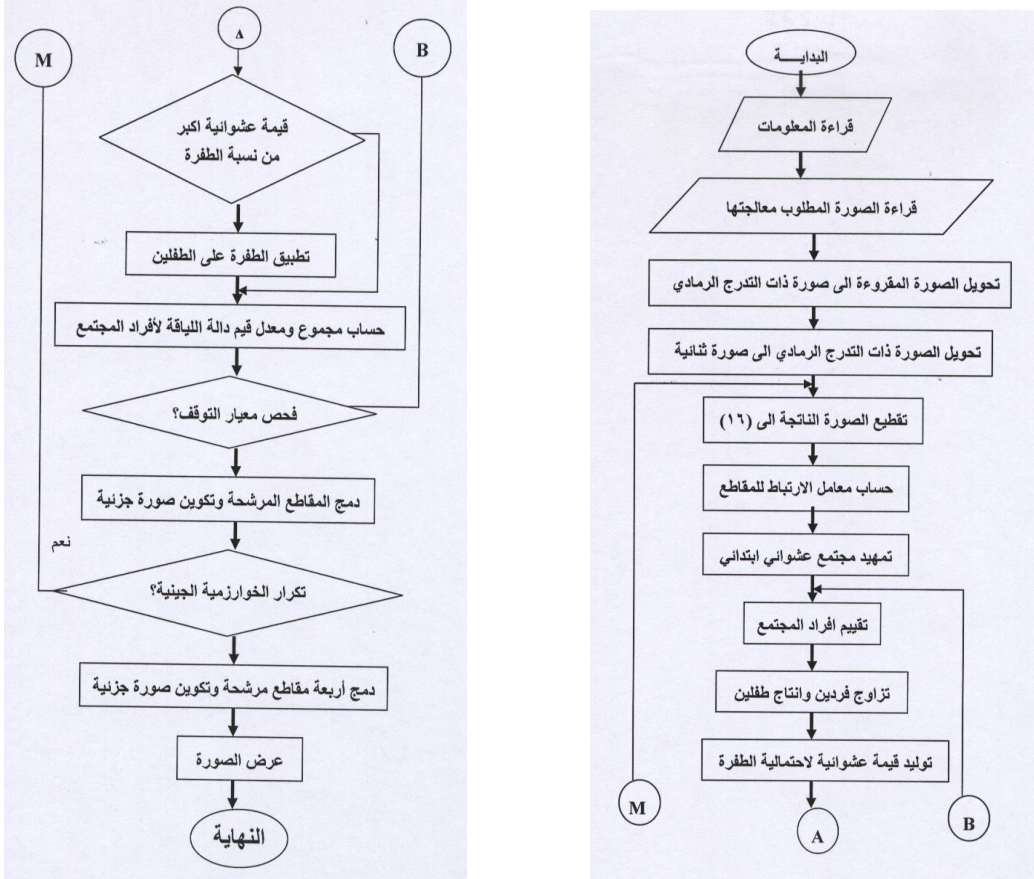 البدايـــــة
قراءة المعلومات
قراءة الصورة المطلوب معالجتها
تحويل الصورة المقروءة الى صورة ذات التدرج الرمادي
تحويل الصورة ذات التدرج الرمادي الى صورة ثنائية
تقطيع الصورة الناتجة الى (١٦)
حساب معامل الارتباط للمقاطع
تمهيد مجتمع عشوائي ابتدائي
تقييم افراد المجتمع
تزاوج فردين وانتاج طفلين
توليد قيمة عشوائية لاحتمالية الطفرة
M
A
B
M
A
B
قيمة عشوائية اكبر
من نسبة الطفرة
تطبيق الطفرة على الطفلين
حساب مجموع ومعدل قيم دالة اللياقة لأفراد المجتمع
فحص معيار التوقف؟
دمج المقاطع المرشحة وتكوين صورة جزئية
نعم
تكرار الخوارزمية الجينية؟
دمج أربعة مقاطع مرشحة وتكوين صورة جزئية
عرض الصورة
النهاية